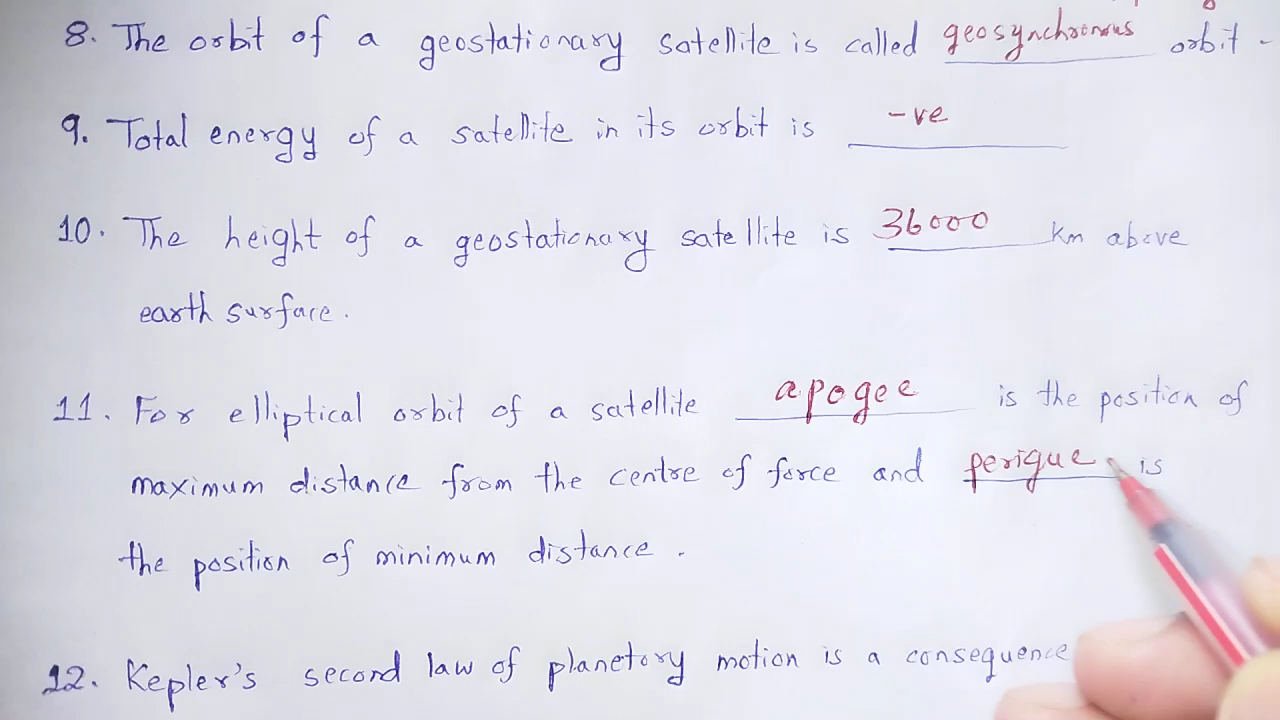 8. The orbit of a geostationary satellite is called geosynchronous orbit.
9. Total energy of a satellite in its orbit is -ve
10. The height of a geostationary satellite is 36000 km above
earth surface.
11. For elliptical orbit of a satellite apogee is the position of
maximum distance from the centre of force and perigue is
the position of minimum distance.
12. Kepler's second law of planetory motion is a consequence